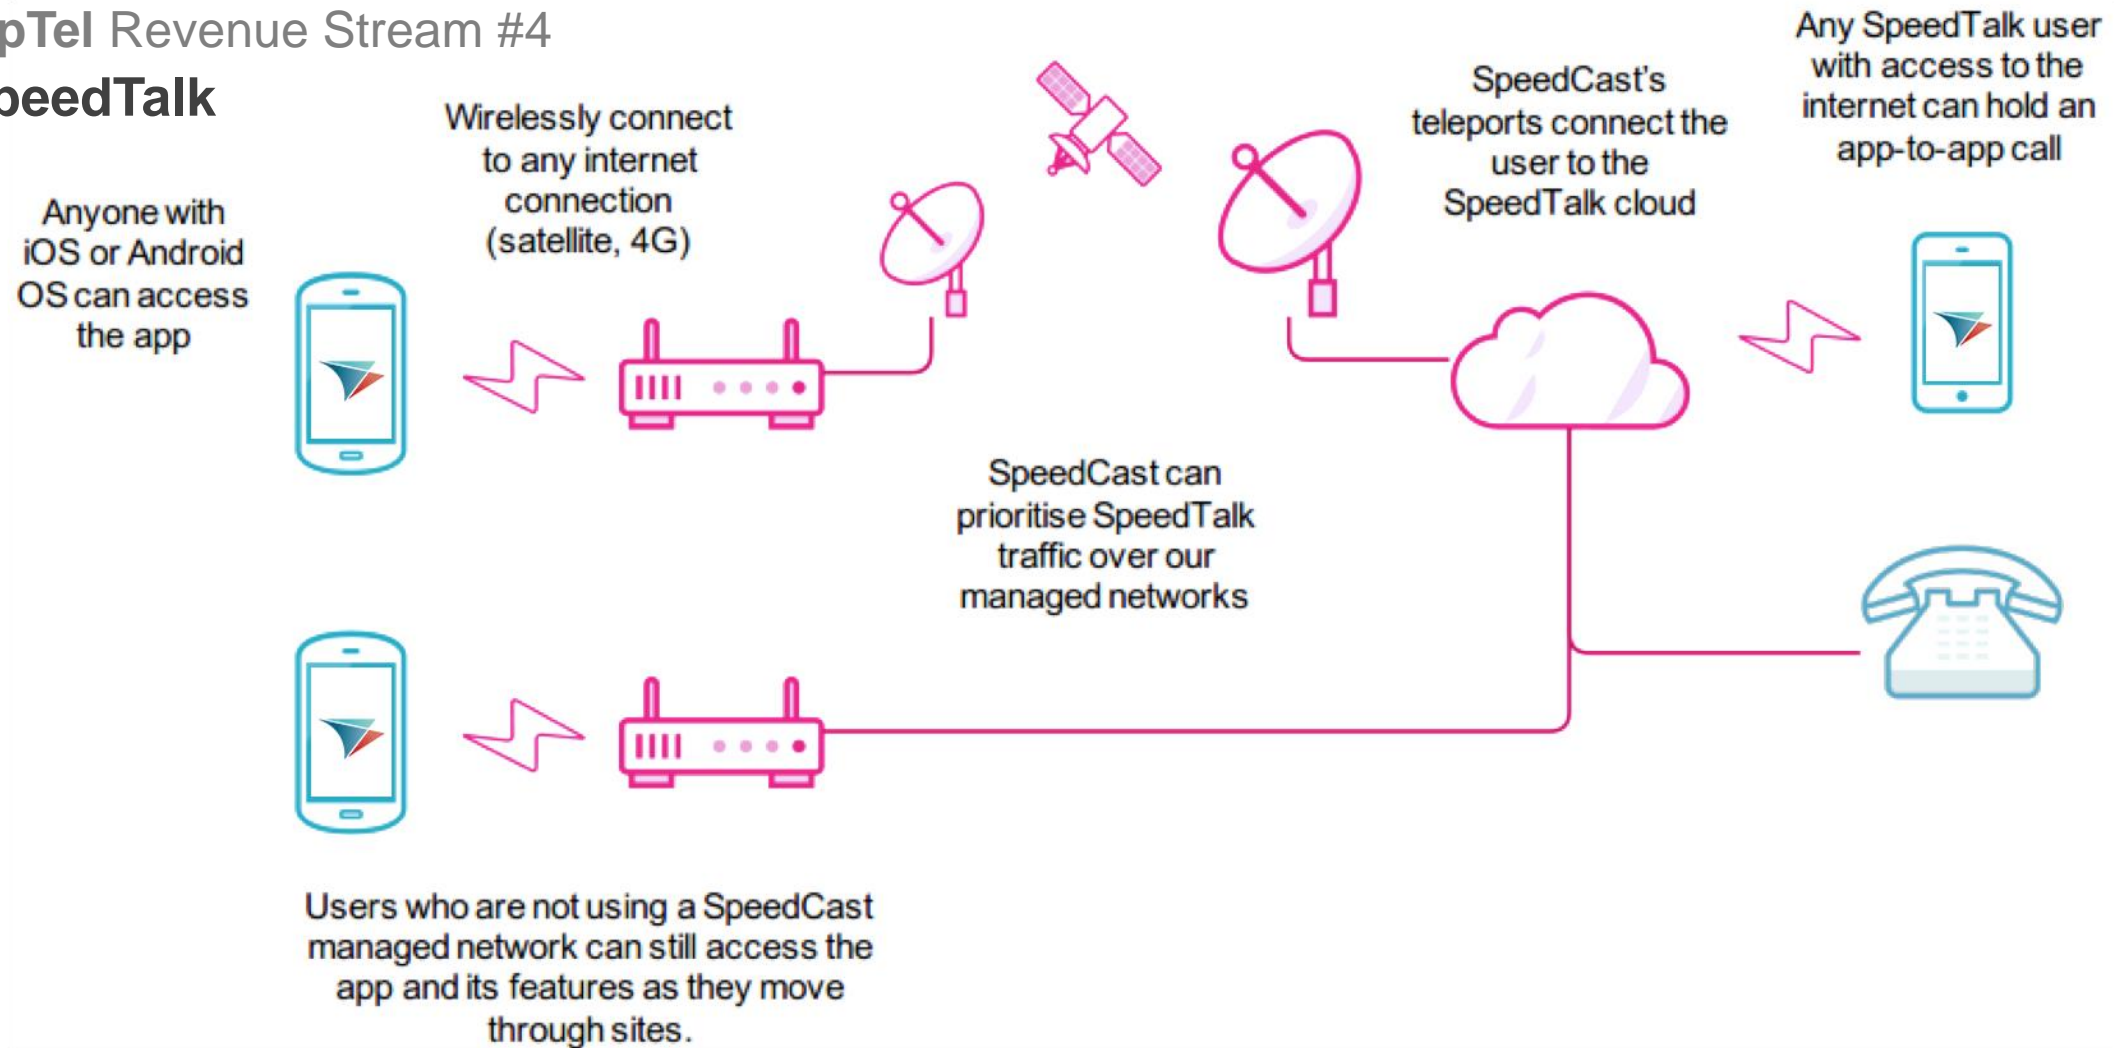 pTel Revenue Stream #4
peedTalk
Anyone with
iOS or Android
OS can access
the app
Wirelessly connect
to any internet
connection
(satellite, 4G)
SpeedCast's
teleports connect the
user to the
SpeedTalk cloud
Any SpeedTalk user
with access to the
internet can hold an
app-to-app call
SpeedCast can
prioritise SpeedTalk
traffic over our
managed networks
Users who are not using a SpeedCast
managed network can still access the
app and its features as they move
through sites.